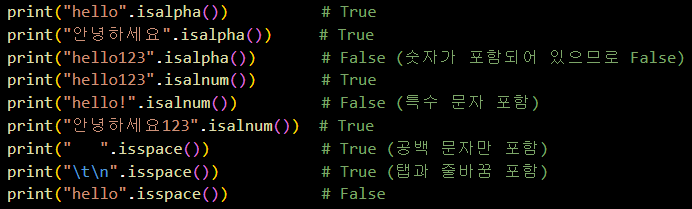 print("hello".isalpha())          # True
print("안녕하세요".isalpha())     # True
print("hello123".isalpha())       # False (숫자가 포함되어 있으므로 False)
print("hello123".isalnum())       # True
print("hello!".isalnum())         # False (특수 문자 포함)
print("안녕하세요123".isalnum())  # True
print("   ".isspace())            # True (공백 문자만 포함)
print("\t\n".isspace())           # True (탭과 줄바꿈 포함)
print("hello".isspace())          # False